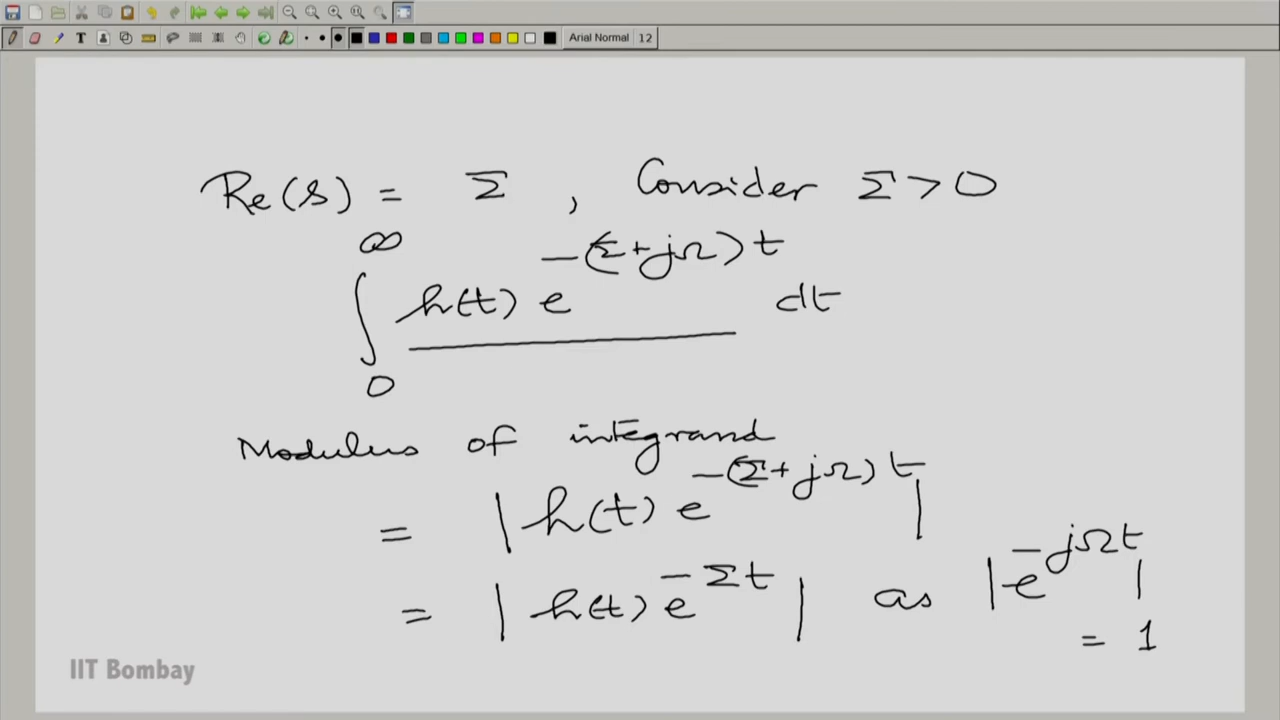 Arial Normal 12
Re(s) = Σ , Consider Σ > 0
∞
∫ h(t) e^{-(Σ+jΩ)t} dt
0
Modulus of integrand
= | h(t) e^{-(Σ+jΩ)t} |
= | h(t) e^{-Σt} | as | e^{-jΩt} |
= 1
IIT Bombay